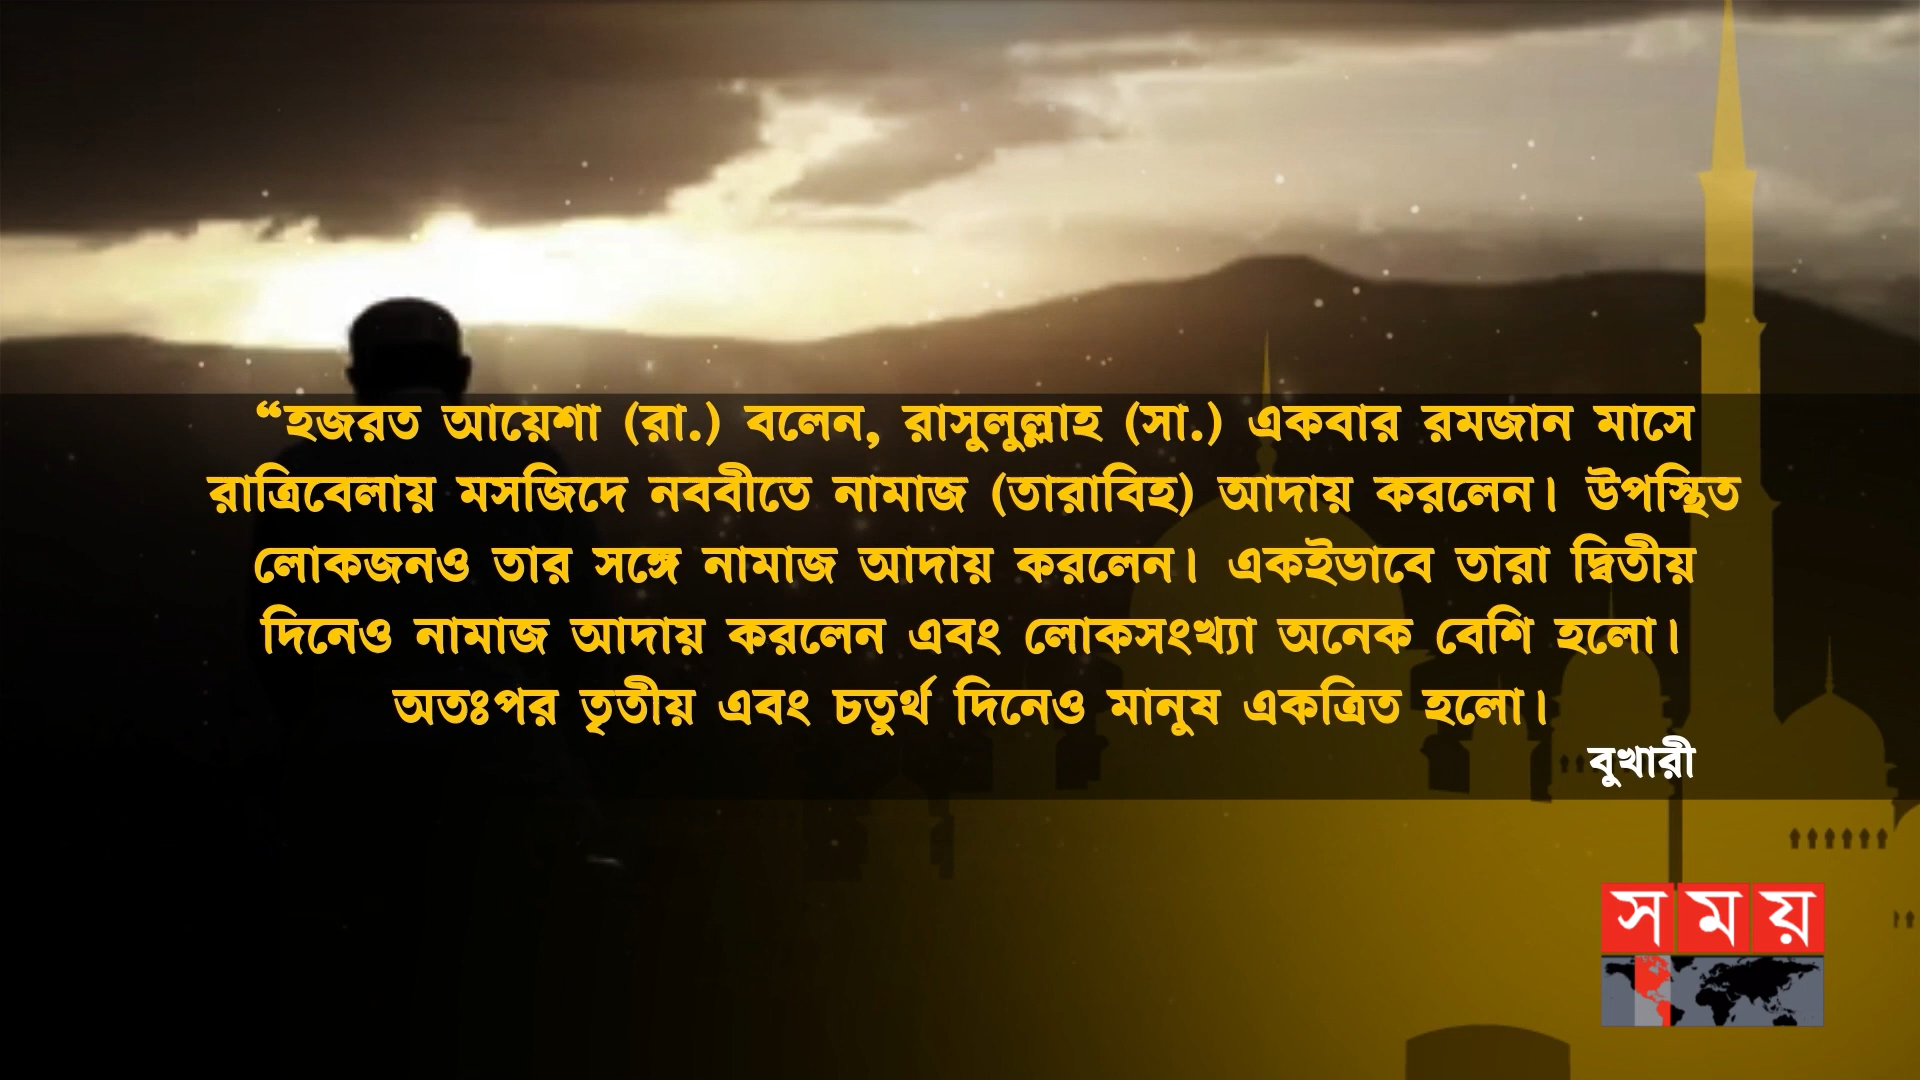 “হজরত আয়েশা (রা.) বলেন, রাসুলুল্লাহ (সা.) একবার রমজান মাসে
রাত্রিবেলায় মসজিদে নববীতে নামাজ (তারাবিহ) আদায় করলেন। উপস্থিত
লোকজনও তার সঙ্গে নামাজ আদায় করলেন। একইভাবে তারা দ্বিতীয়
দিনেও নামাজ আদায় করলেন এবং লোকসংখ্যা অনেক বেশি হলো।
অতঃপর তৃতীয় এবং চতুর্থ দিনেও মানুষ একত্রিত হলো।
বুখারী
সময়